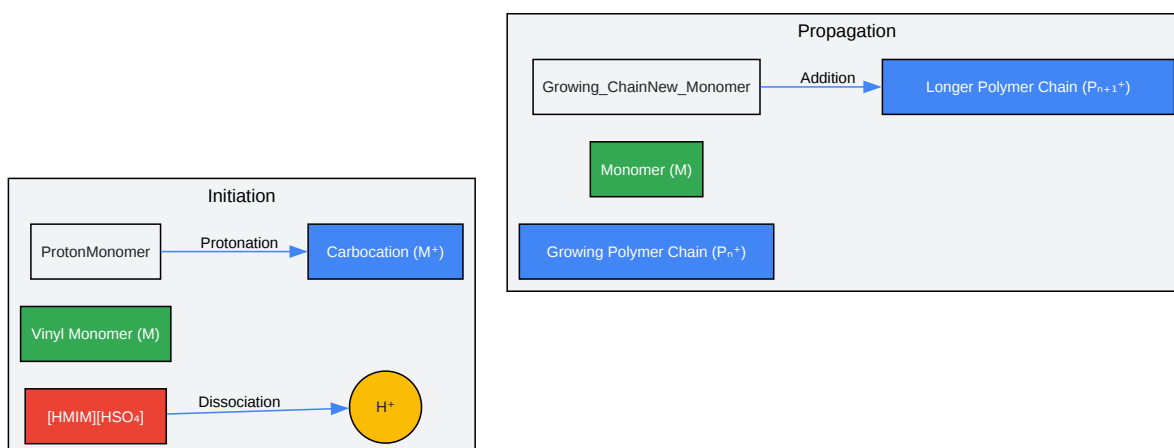 Propagation
Growing_ChainNew_Monomer
Addition
Longer Polymer Chain (Pₙ₊₁⁺)
Monomer (M)
Growing Polymer Chain (Pₙ⁺)
Initiation
ProtonMonomer
Protonation
Carbocation (M⁺)
Vinyl Monomer (M)
[HMIM][HSO₄]
Dissociation
H⁺